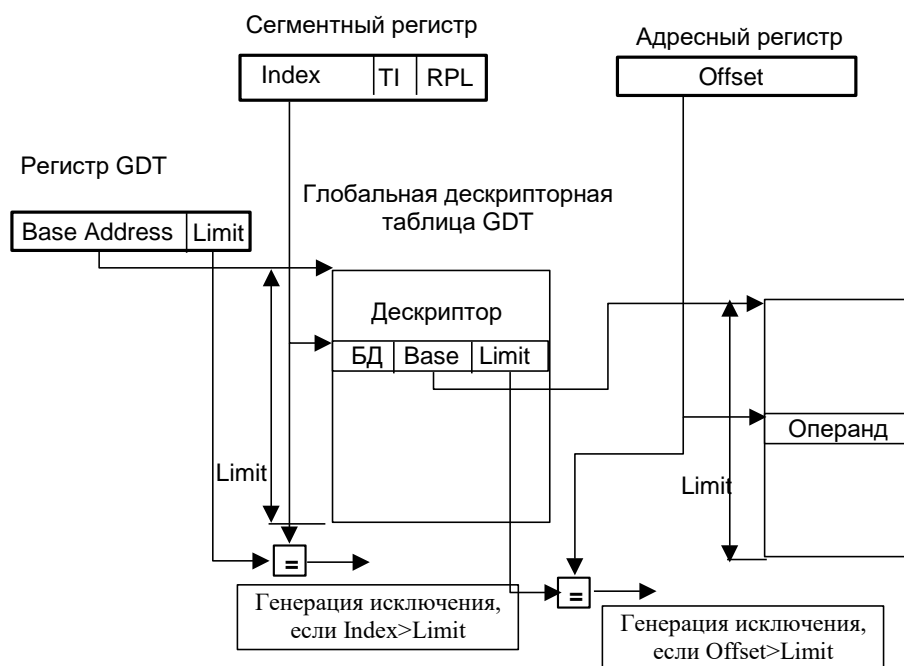 Сегментный регистр
Адресный регистр
Index TI RPL
Offset
Регистр GDT
Глобальная дескрипторная
таблица GDT
Base Address Limit
Дескриптор
БД Base Limit
Операнд
Limit
Limit
=
=
Генерация исключения,
если Index>Limit
Генерация исключения,
если Offset>Limit